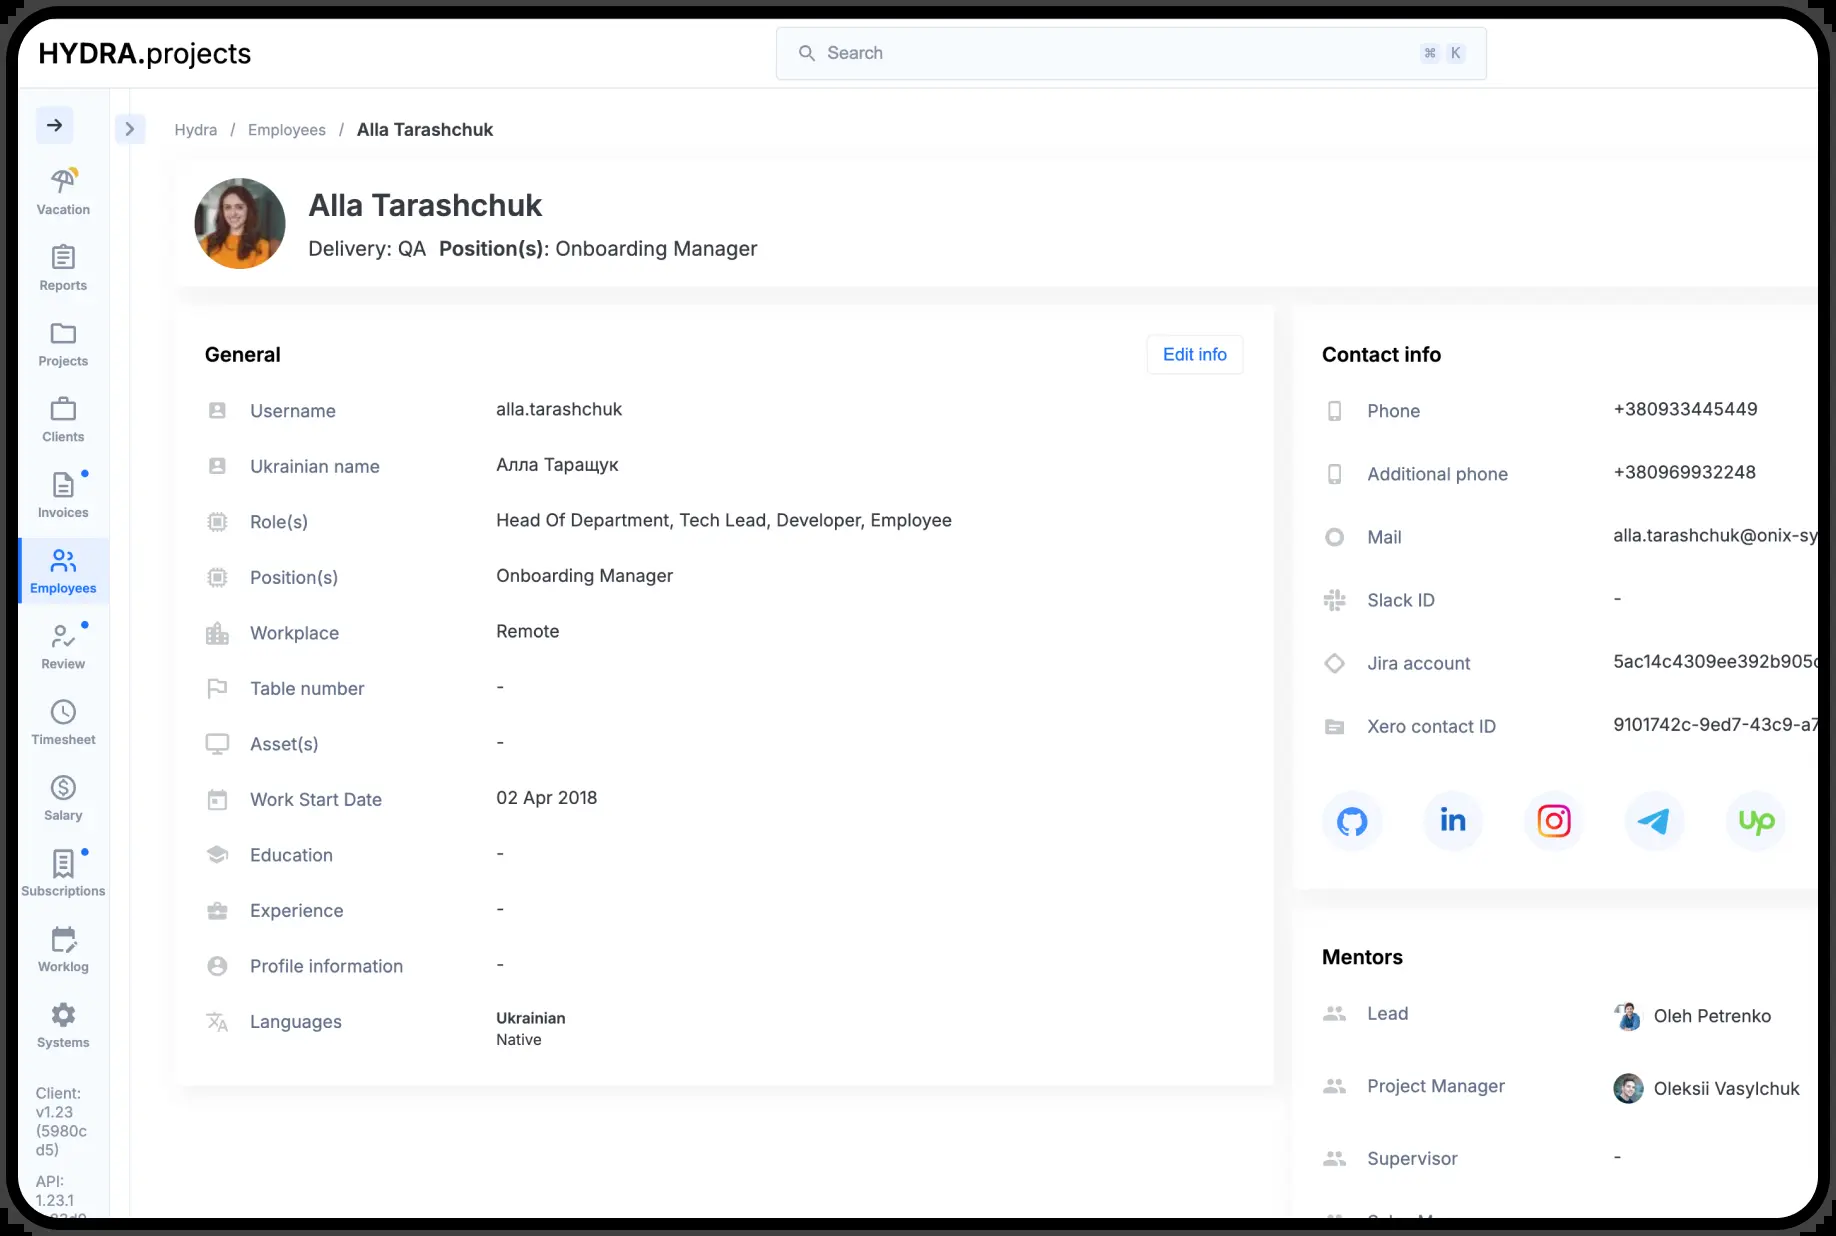 HYDRA.projects
Search
⌘ K
Hydra / Employees / Alla Tarashchuk
Alla Tarashchuk
Delivery: QA Position(s): Onboarding Manager
Vacation
Reports
Projects
Clients
Invoices
Employees
Review
Timesheet
Salary
Subscriptions
Worklog
Systems
Client:
v1.23
(5980c
d5)
API:
1.23.1
General
Edit info
Username alla.tarashchuk
Ukrainian name Алла Таращук
Role(s) Head Of Department, Tech Lead, Developer, Employee
Position(s) Onboarding Manager
Workplace Remote
Table number -
Asset(s) -
Work Start Date 02 Apr 2018
Education -
Experience -
Profile information -
Languages Ukrainian
Native
Contact info
Phone +380933445449
Additional phone +380969932248
Mail alla.tarashchuk@onix-sy
Slack ID -
Jira account 5ac14c4309ee392b905
Xero contact ID 9101742c-9ed7-43c9-a7
in
up
Mentors
Lead Oleh Petrenko
Project Manager Oleksii Vasylchuk
Supervisor -